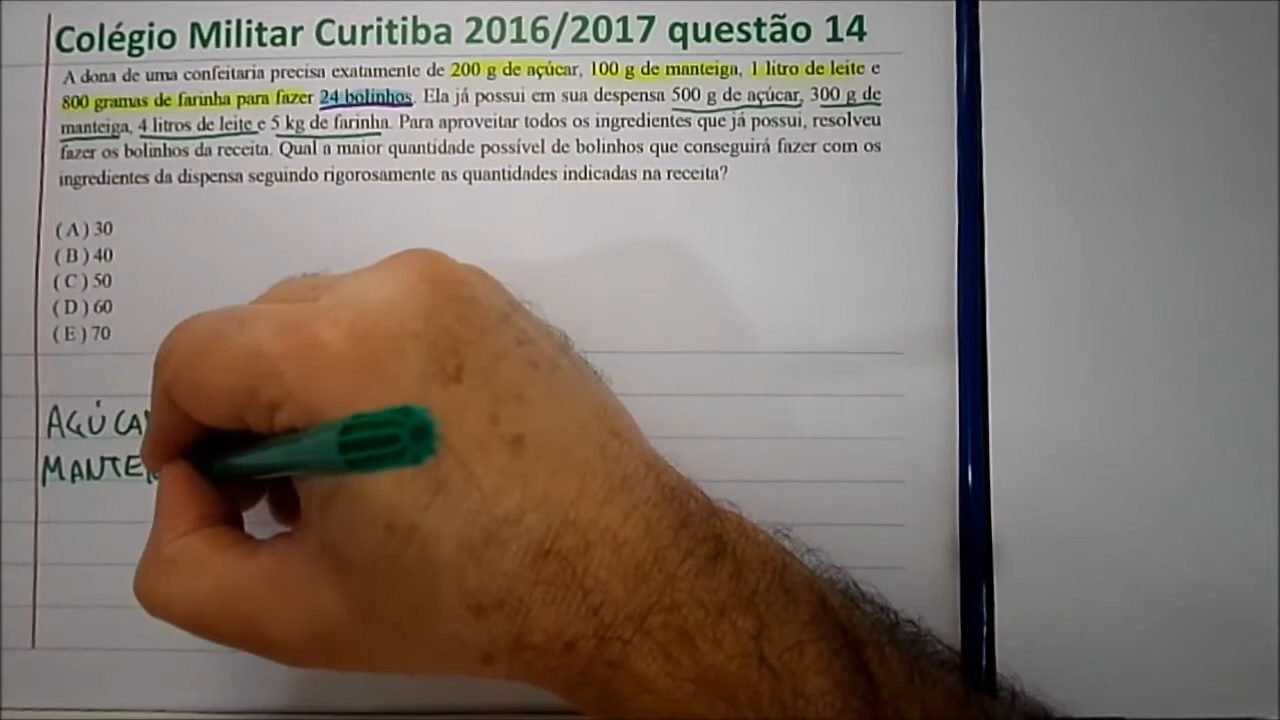 Colégio Militar Curitiba 2016/2017 questão 14
A dona de uma confeitaria precisa exatamente de 200 g de açúcar, 100 g de manteiga, 1 litro de leite e
800 gramas de farinha para fazer 24 bolinhos. Ela já possui em sua despensa 500 g de açúcar, 300 g de
manteiga, 4 litros de leite e 5 kg de farinha. Para aproveitar todos os ingredientes que já possui, resolveu
fazer os bolinhos da receita. Qual a maior quantidade possível de bolinhos que conseguirá fazer com os
ingredientes da dispensa seguindo rigorosamente as quantidades indicadas na receita?
( A ) 30
( B ) 40
( C ) 50
( D ) 60
( E ) 70
AÇÚCA
MANTE